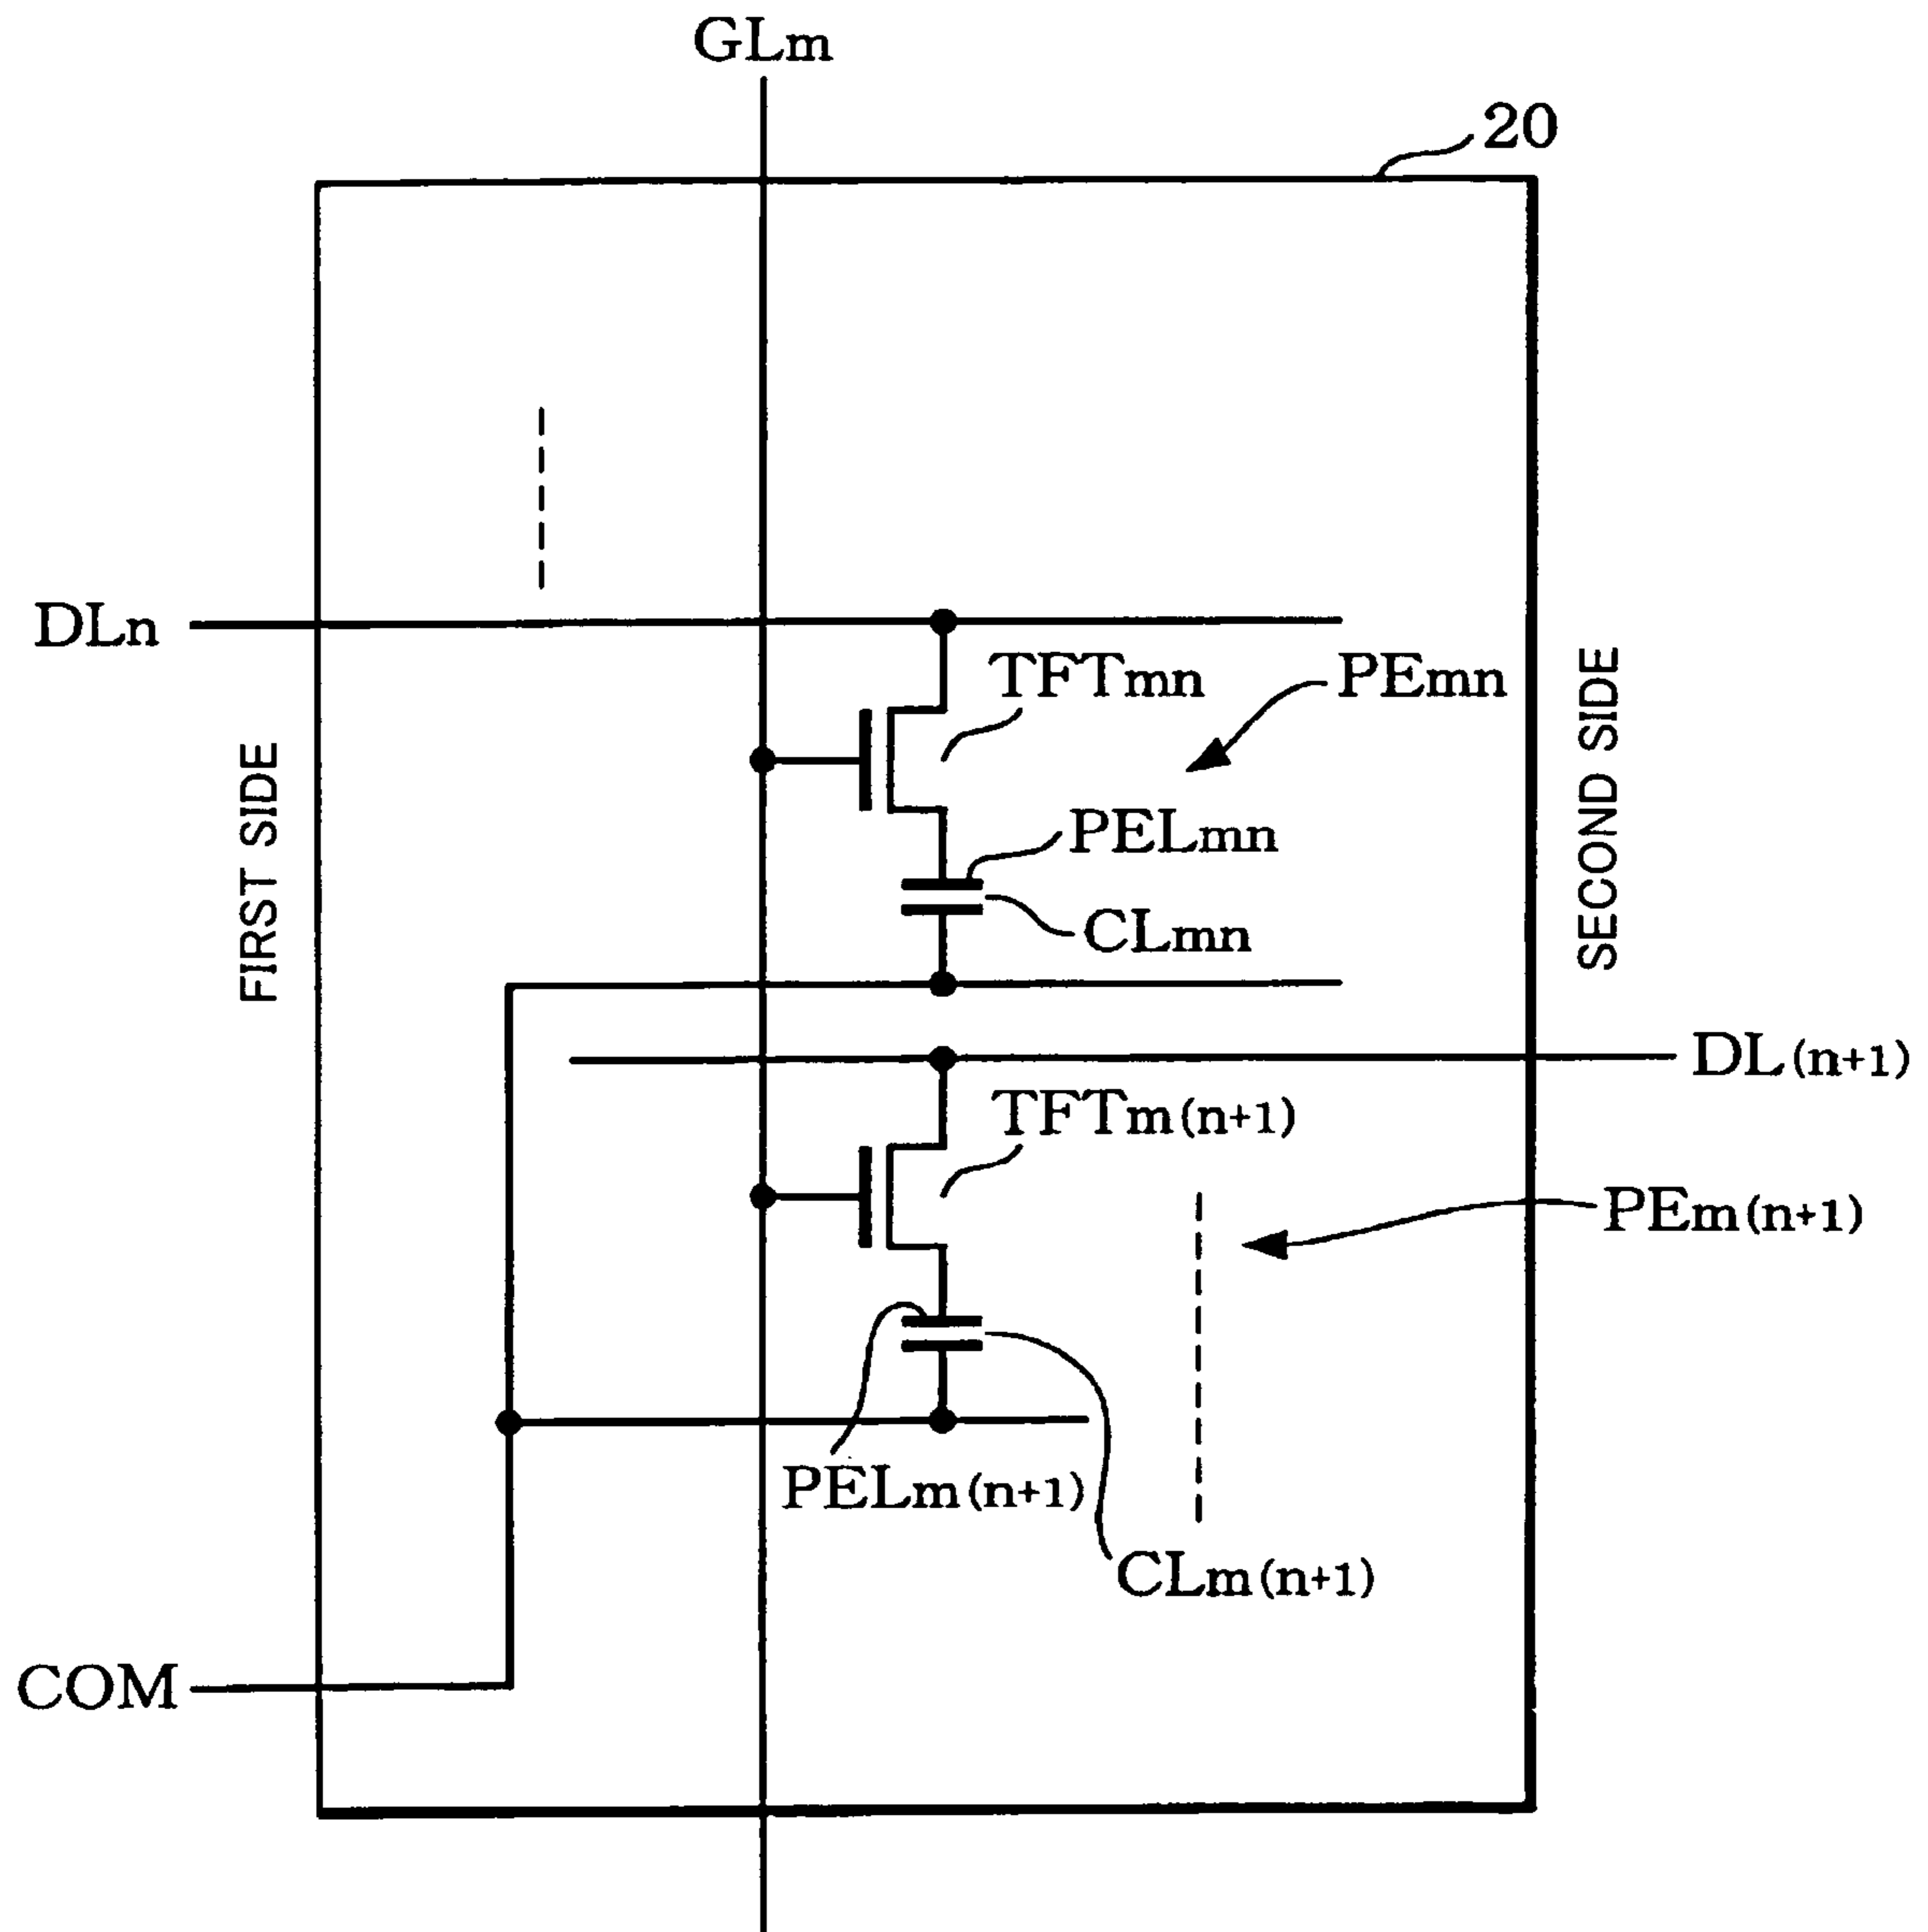 GLm
20
DLn
TFTmn
PEmn
FIRST SIDE
SECOND SIDE
PELmn
CLmn
DL(n+1)
TFTm(n+1)
PEm(n+1)
PELm(n+1)
CLm(n+1)
COM